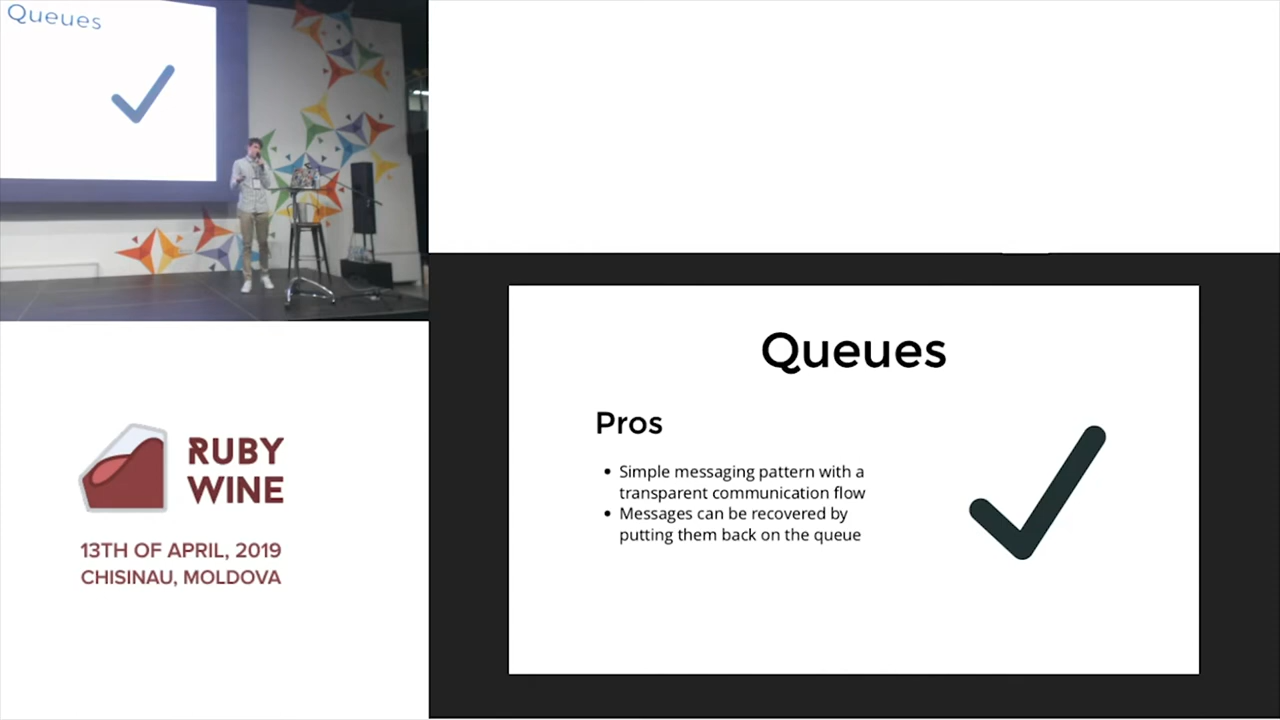 Queues
RUBY
WINE
13TH OF APRIL, 2019
CHISINAU, MOLDOVA
Queues
Pros
• Simple messaging pattern with a
transparent communication flow
• Messages can be recovered by
putting them back on the queue